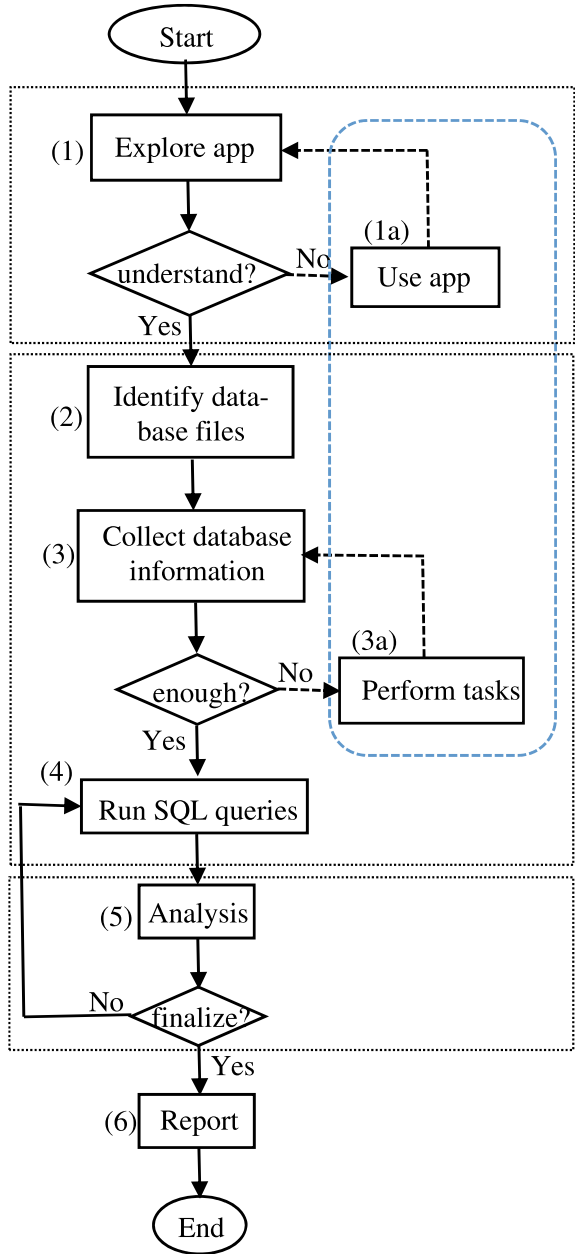 Start
(1)
Explore app
(1a)
understand?
No
Use app
Yes
(2)
Identify data-
base files
(3)
Collect database
information
(3a)
enough?
No
Perform tasks
Yes
(4)
Run SQL queries
(5)
Analysis
No
finalize?
Yes
(6)
Report
End